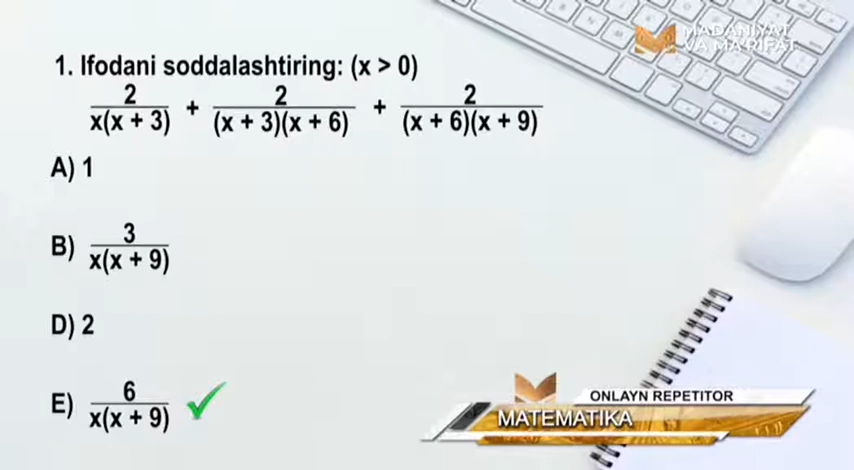 MADANIYAT
VA MA'RIFAT
1. Ifodani soddalashtiring: (x > 0)
2/(x(x + 3)) + 2/((x + 3)(x + 6)) + 2/((x + 6)(x + 9))
A) 1
B) 3/(x(x + 9))
D) 2
E) 6/(x(x + 9))
ONLAYN REPETITOR
MATEMATIKA